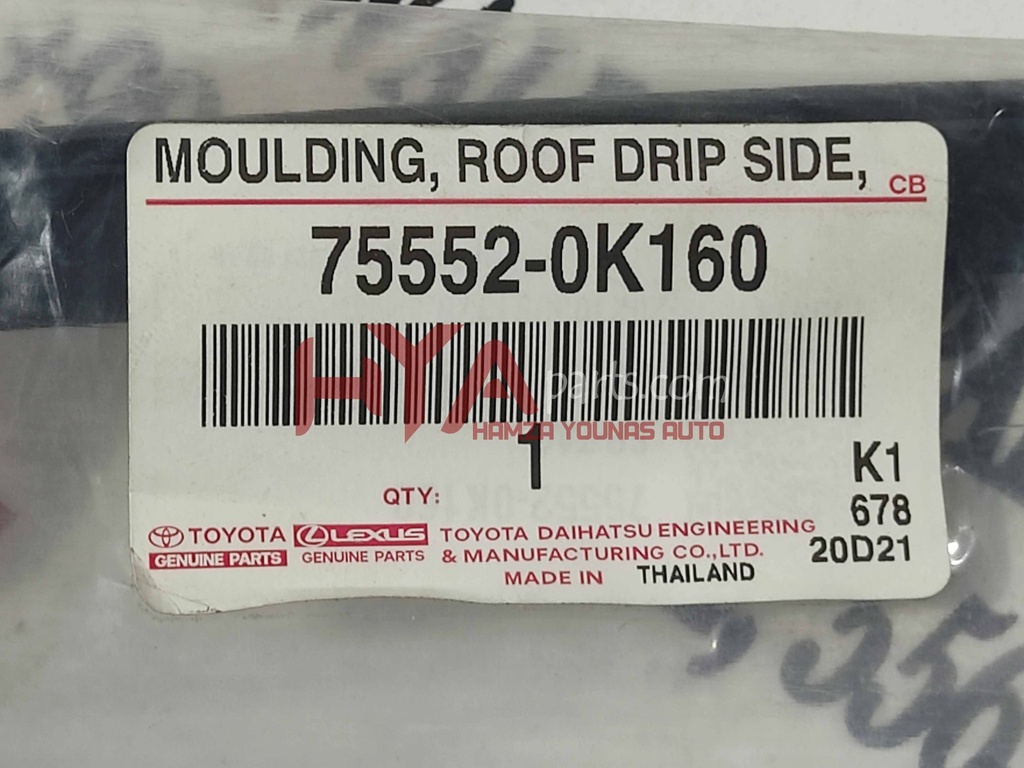 MOULDING, ROOF DRIP SIDE,
CB
75552-0K160
HYA parts.com
HAMZA YOUNAS AUTO
1
QTY:
K1
678
20D21
TOYOTA
GENUINE PARTS
LEXUS
GENUINE PARTS
TOYOTA DAIHATSU ENGINEERING
& MANUFACTURING CO.,LTD.
MADE IN THAILAND